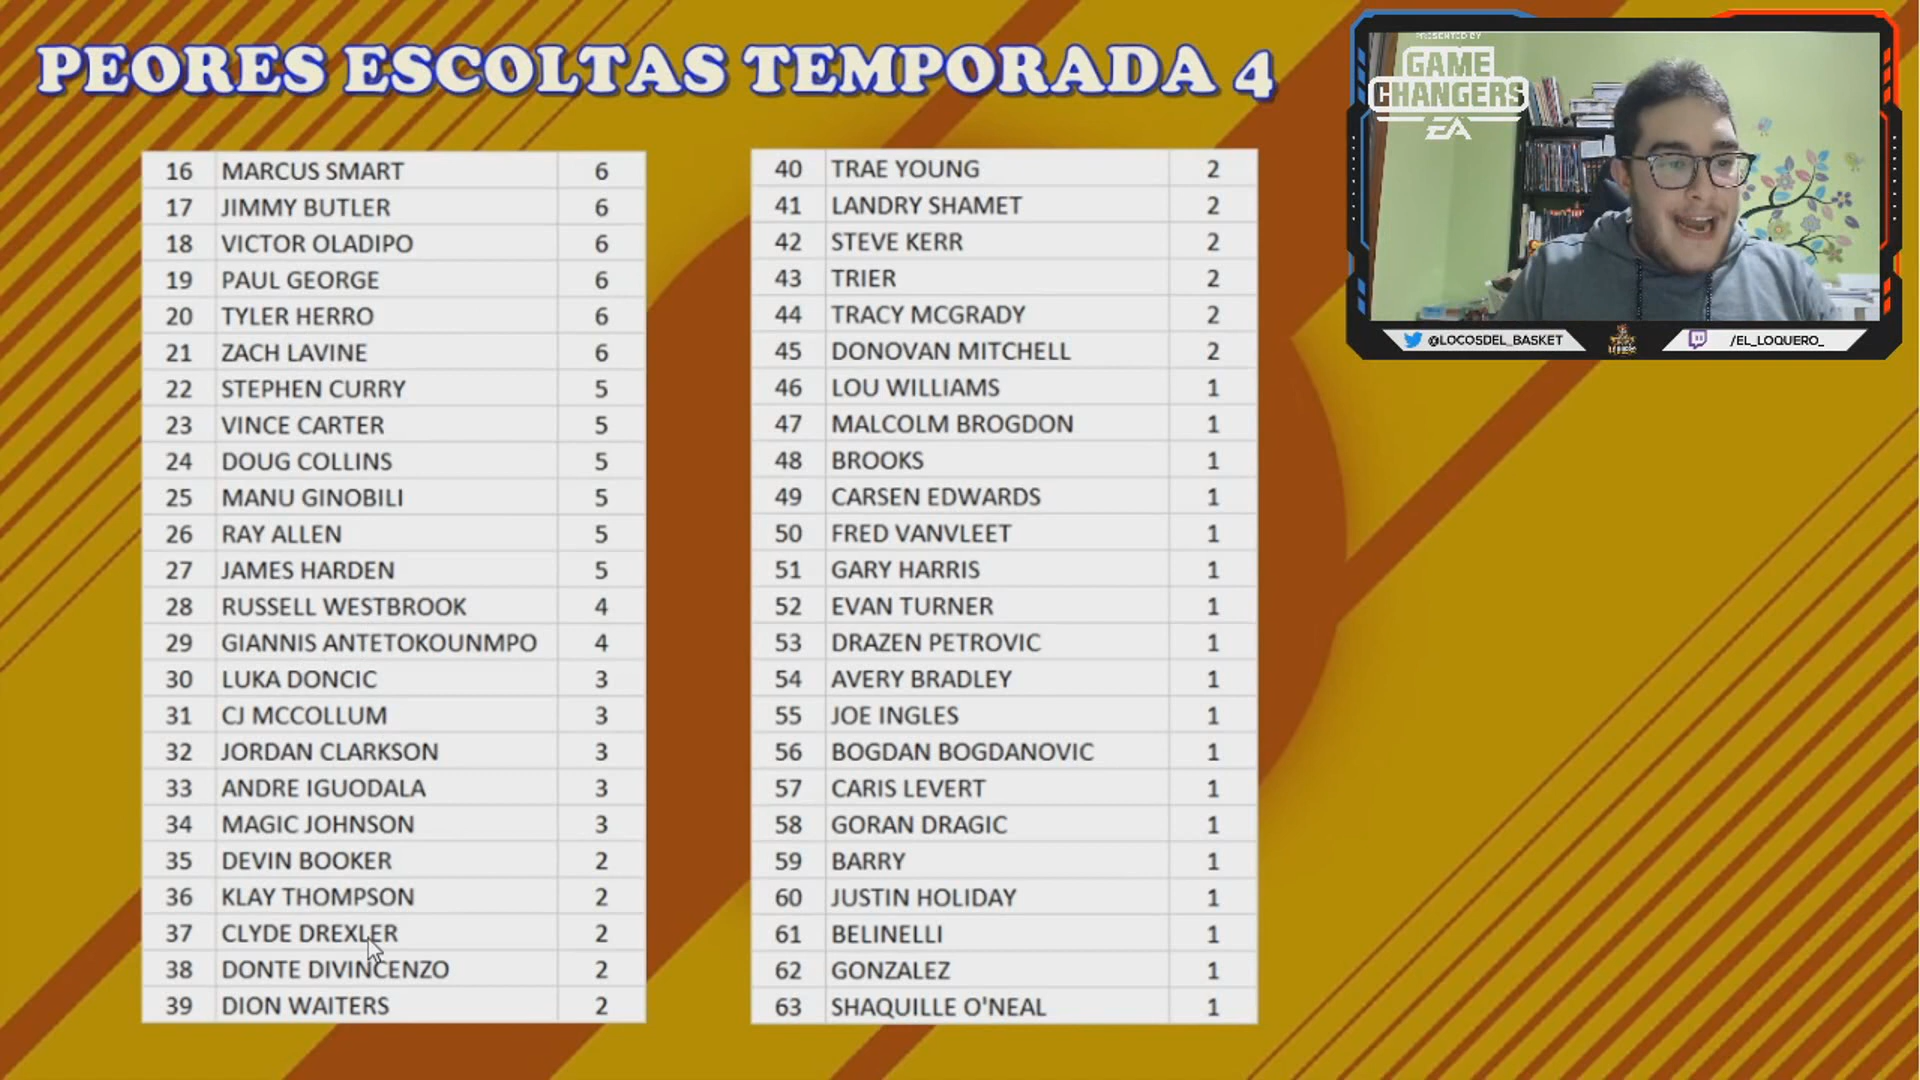 PEORES ESCOLTAS TEMPORADA 4
16 MARCUS SMART 6
17 JIMMY BUTLER 6
18 VICTOR OLADIPO 6
19 PAUL GEORGE 6
20 TYLER HERRO 6
21 ZACH LAVINE 6
22 STEPHEN CURRY 5
23 VINCE CARTER 5
24 DOUG COLLINS 5
25 MANU GINOBILI 5
26 RAY ALLEN 5
27 JAMES HARDEN 5
28 RUSSELL WESTBROOK 4
29 GIANNIS ANTETOKOUNMPO 4
30 LUKA DONCIC 3
31 CJ MCCOLLUM 3
32 JORDAN CLARKSON 3
33 ANDRE IGUODALA 3
34 MAGIC JOHNSON 3
35 DEVIN BOOKER 2
36 KLAY THOMPSON 2
37 CLYDE DREXLER 2
38 DONTE DIVINCENZO 2
39 DION WAITERS 2
40 TRAE YOUNG 2
41 LANDRY SHAMET 2
42 STEVE KERR 2
43 TRIER 2
44 TRACY MCGRADY 2
45 DONOVAN MITCHELL 2
46 LOU WILLIAMS 1
47 MALCOLM BROGDON 1
48 BROOKS 1
49 CARSEN EDWARDS 1
50 FRED VANVLEET 1
51 GARY HARRIS 1
52 EVAN TURNER 1
53 DRAZEN PETROVIC 1
54 AVERY BRADLEY 1
55 JOE INGLES 1
56 BOGDAN BOGDANOVIC 1
57 CARIS LEVERT 1
58 GORAN DRAGIC 1
59 BARRY 1
60 JUSTIN HOLIDAY 1
61 BELINELLI 1
62 GONZALEZ 1
63 SHAQUILLE O'NEAL 1
PRESENTED BY
GAME
CHANGERS
EA
@LOCOSDEL_BASKET
/EL_LOQUERO_